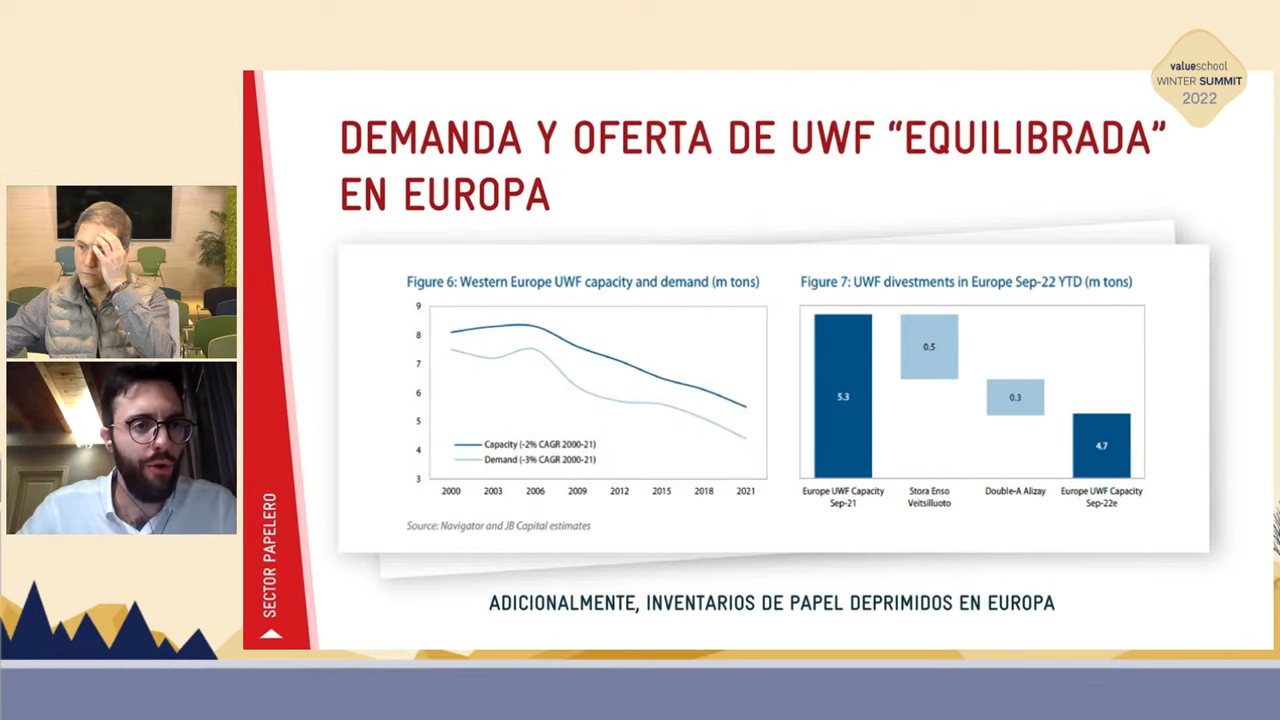 valueschool
WINTER SUMMIT
2022
DEMANDA Y OFERTA DE UWF “EQUILIBRADA”
EN EUROPA
Figure 6: Western Europe UWF capacity and demand (m tons)
9
8
7
6
5
4
3
Capacity (-2% CAGR 2000-21)
Demand (-3% CAGR 2000-21)
2000 2003 2006 2009 2012 2015 2018 2021
Source: Navigator and JB Capital estimates
Figure 7: UWF divestments in Europe Sep-22 YTD (m tons)
5.3
0.5
0.3
4.7
Europe UWF Capacity
Sep-21
Stora Enso
Veitsilluoto
Double-A Alizay
Europe UWF Capacity
Sep-22e
SECTOR PAPELERO
ADICIONALMENTE, INVENTARIOS DE PAPEL DEPRIMIDOS EN EUROPA